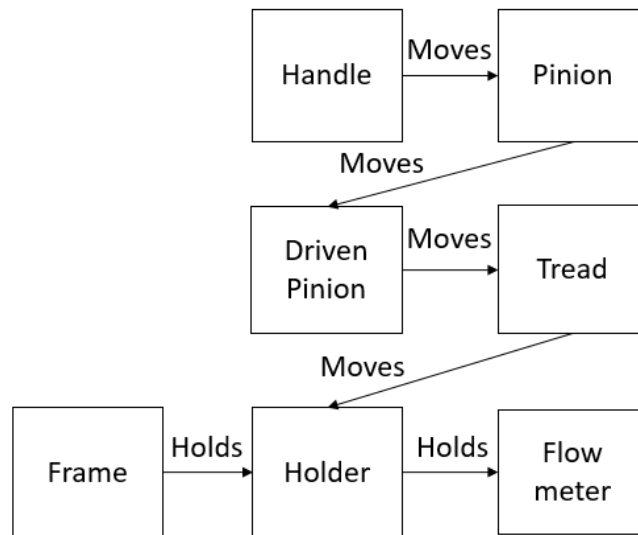 Handle
Moves
Pinion
Moves
Driven
Pinion
Moves
Tread
Moves
Frame
Holds
Holder
Holds
Flow
meter